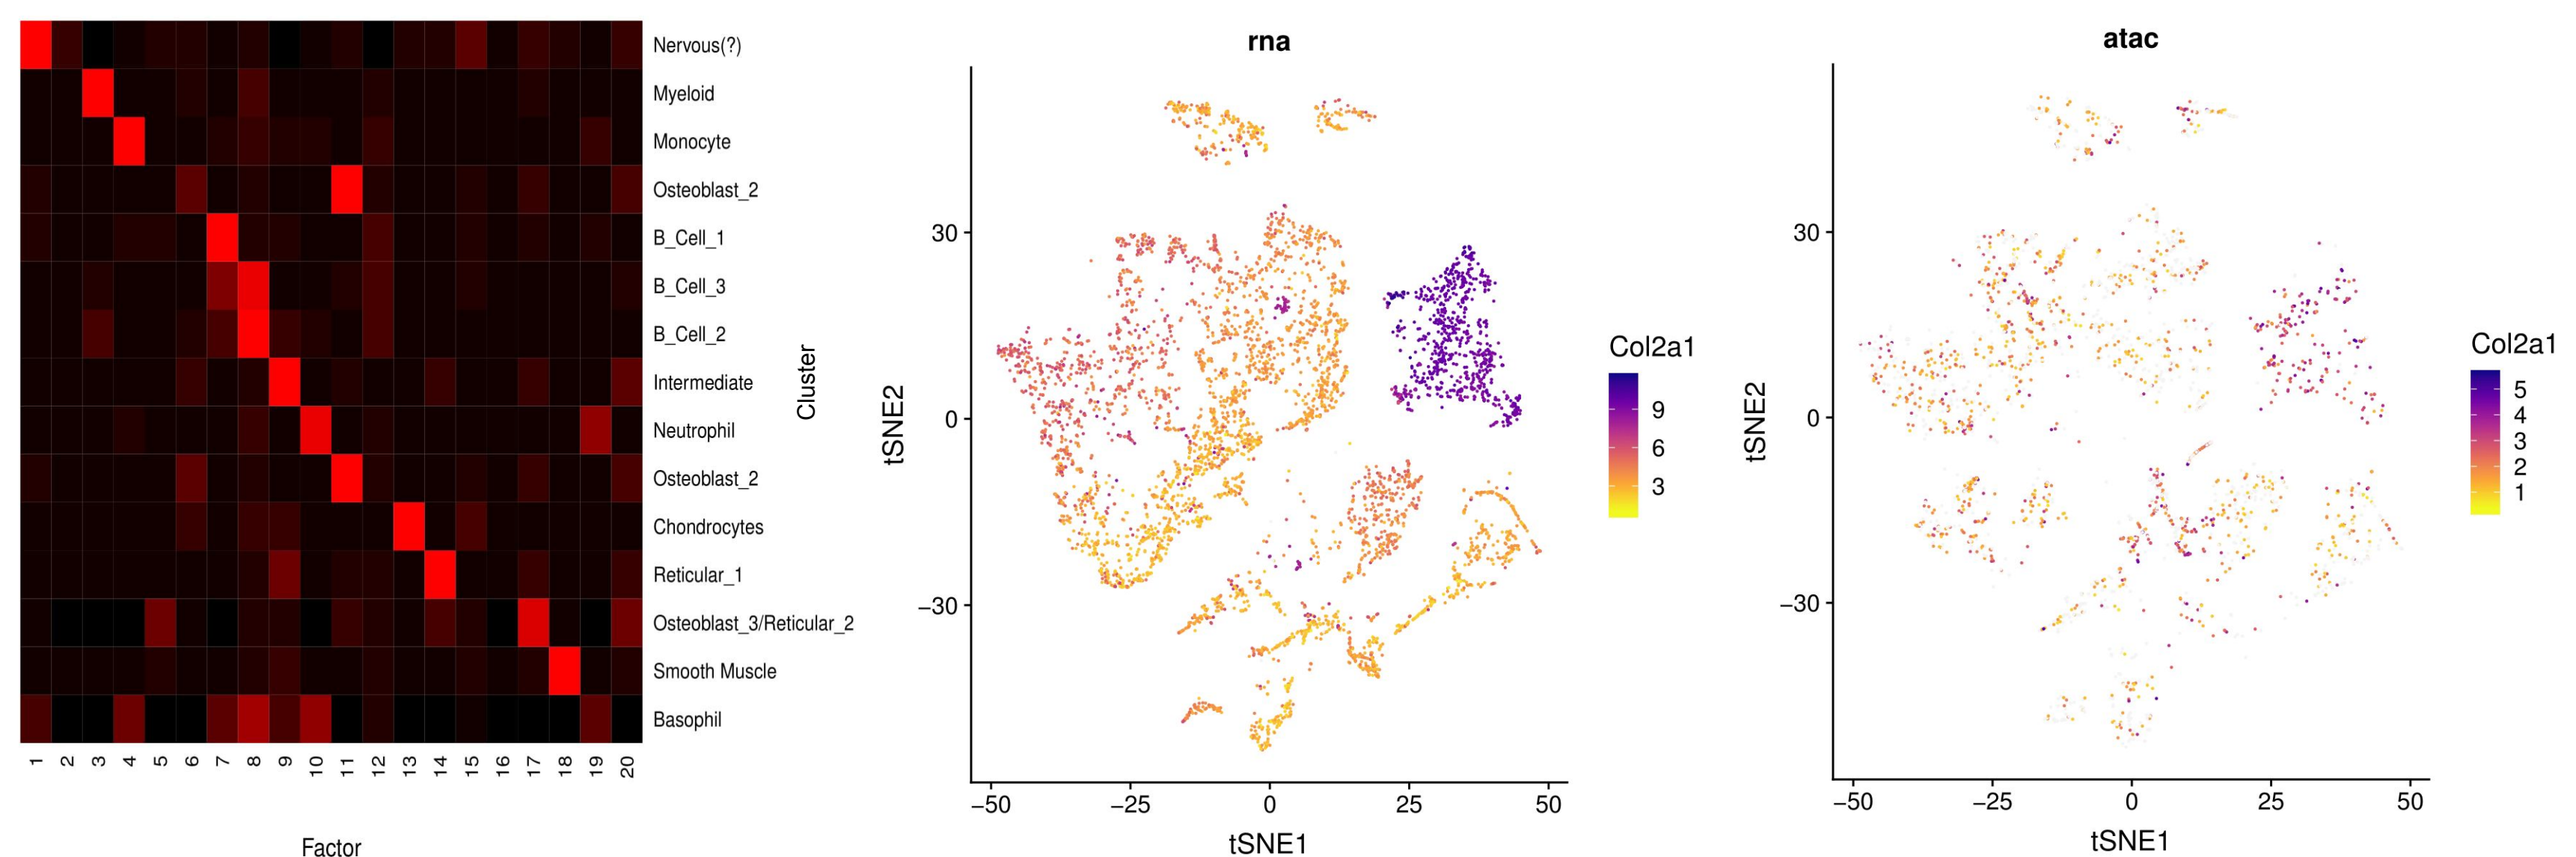 Nervous(?)
Myeloid
Monocyte
Osteoblast_2
B_Cell_1
B_Cell_3
B_Cell_2
Intermediate
Neutrophil
Osteoblast_2
Chondrocytes
Reticular_1
Osteoblast_3/Reticular_2
Smooth Muscle
Basophil
1 2 3 4 5 6 7 8 9 10 11 12 13 14 15 16 17 18 19 20
Factor
Cluster
rna
tSNE2
30
0
−30
−50 −25 0 25 50
tSNE1
Col2a1
9
6
3
atac
tSNE2
30
0
−30
−50 −25 0 25 50
tSNE1
Col2a1
5
4
3
2
1